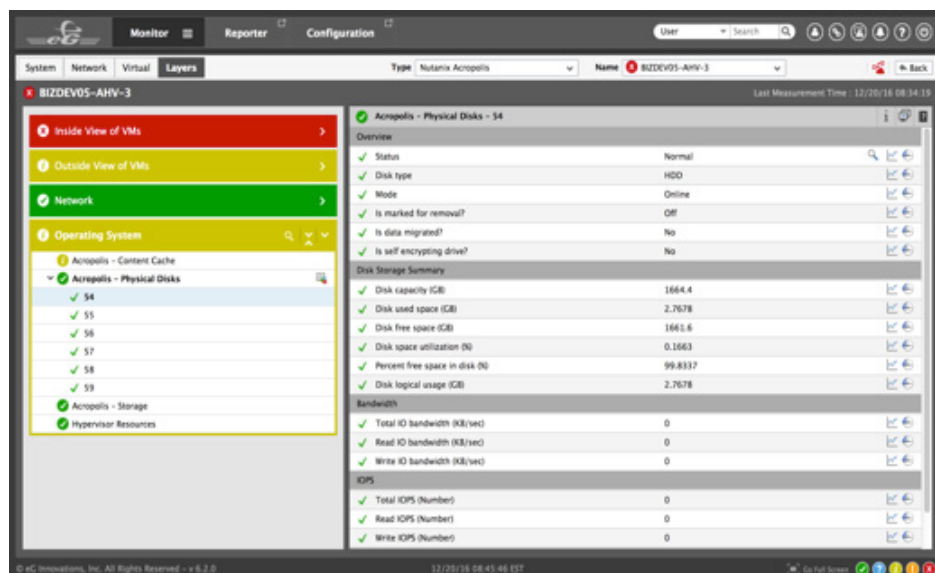 eG
Monitor
Reporter
Configuration
User
Search
System
Network
Virtual
Layers
Type
Nutanix Acropolis
Name
BIZDEV05-AHV-3
Back
BIZDEV05-AHV-3
Last Measurement Time : 12/20/16 08:34:19
Inside View of VMs
Outside View of VMs
Network
Operating System
Acropolis - Content Cache
Acropolis - Physical Disks
54
55
56
57
58
59
Acropolis - Storage
Hypervisor Resources
Acropolis - Physical Disks - 54
Overview
Status Normal
Disk type HDD
Mode Online
Is marked for removal? Off
Is data migrated? No
Is self encrypting drive? No
Disk Storage Summary
Disk capacity (GB) 1664.4
Disk used space (GB) 2.7678
Disk free space (GB) 1661.6
Disk space utilization (%) 0.1663
Percent free space in disk (%) 99.8337
Disk logical usage (GB) 2.7678
Bandwidth
Total IO bandwidth (KB/sec) 0
Read IO bandwidth (KB/sec) 0
Write IO bandwidth (KB/sec) 0
IOPS
Total IOPS (Number) 0
Read IOPS (Number) 0
Write IOPS (Number) 0
© eG Innovations, Inc. All Rights Reserved - v 6.2.0
12/20/16 08:45:46 EST
Go Full Screen